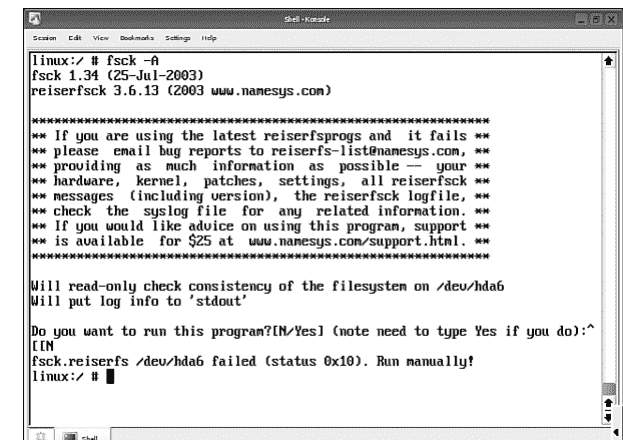 Shell - Konsole
Session Edit View Bookmarks Settings Help
linux:/ # fsck -A
fsck 1.34 (25-Jul-2003)
reiserfsck 3.6.13 (2003 www.namesys.com)
*************************************************************
** If you are using the latest reiserfsprogs and  it fails **
** please  email bug reports to reiserfs-list@namesys.com, **
** providing  as  much  information  as  possible --  your **
** hardware,  kernel,  patches,  settings,  all reiserfsck **
** messages  (including version),  the reiserfsck logfile, **
** check  the  syslog file  for  any  related information. **
** If you would like advice on using this program, support **
** is available  for $25 at  www.namesys.com/support.html. **
*************************************************************
Will read-only check consistency of the filesystem on /dev/hda6
Will put log info to 'stdout'
Do you want to run this program?[N/Yes] (note need to type Yes if you do):^
[[N
fsck.reiserfs /dev/hda6 failed (status 0x10). Run manually!
linux:/ #
Shell